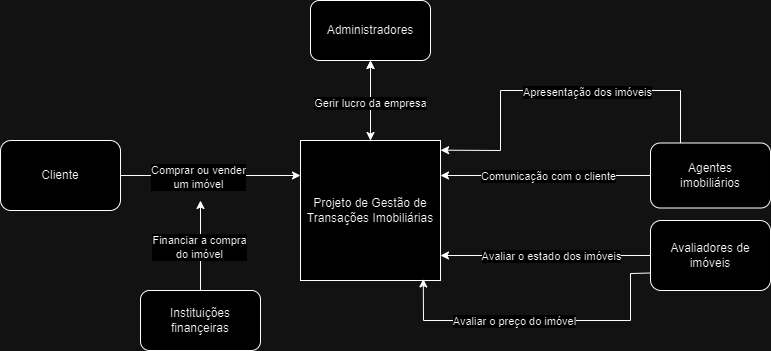 Administradores
Gerir lucro da empresa
Apresentação dos imóveis
Cliente
Comprar ou vender
um imóvel
Projeto de Gestão de
Transações Imobiliárias
Comunicação com o cliente
Agentes
imobiliários
Financiar a compra
do imóvel
Avaliar o estado dos imóveis
Avaliadores de
imóveis
Instituições
finançeiras
Avaliar o preço do imóvel